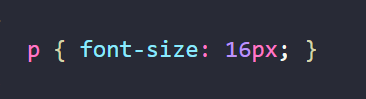 p { font-size: 16px; }